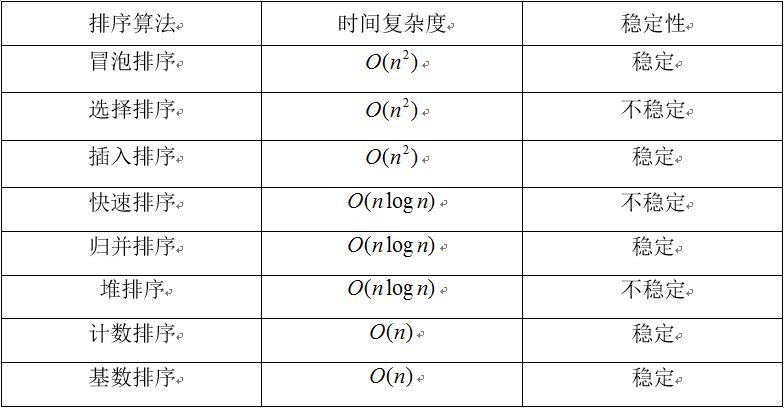 排序算法 时间复杂度 稳定性
冒泡排序 O(n²) 稳定
选择排序 O(n²) 不稳定
插入排序 O(n²) 稳定
快速排序 O(n log n) 不稳定
归并排序 O(n log n) 稳定
堆排序 O(n log n) 不稳定
计数排序 O(n) 稳定
基数排序 O(n) 稳定